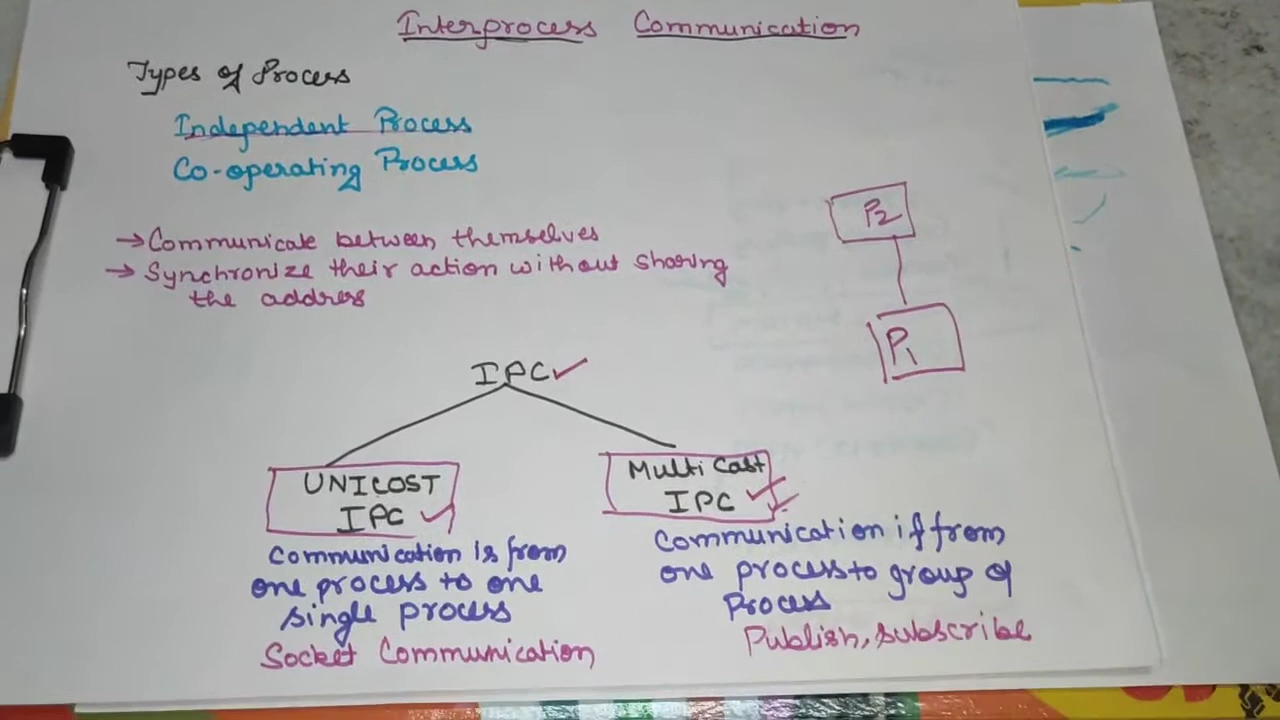 Interprocess Communication
Types of Process
Independent Process
Co-operating Process
→Communicate between themselves
→ Synchronize their action without sharing
the address
P2
P1
IPC✓
UNICOST
IPC ✓
Multi Cast
IPC ✓
Communication is from
one process to one
single process
Socket Communication
Communication if from
one process to group of
Process
Publish, subscribe